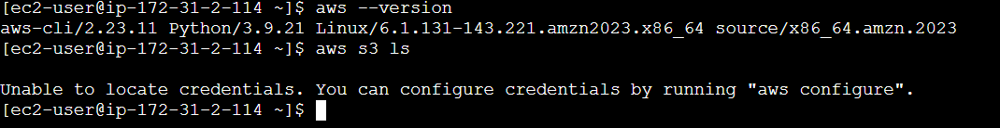 [ec2-user@ip-172-31-2-114 ~]$ aws --version
aws-cli/2.23.11 Python/3.9.21 Linux/6.1.131-143.221.amzn2023.x86_64 source/x86_64.amzn.2023
[ec2-user@ip-172-31-2-114 ~]$ aws s3 ls
Unable to locate credentials. You can configure credentials by running "aws configure".
[ec2-user@ip-172-31-2-114 ~]$